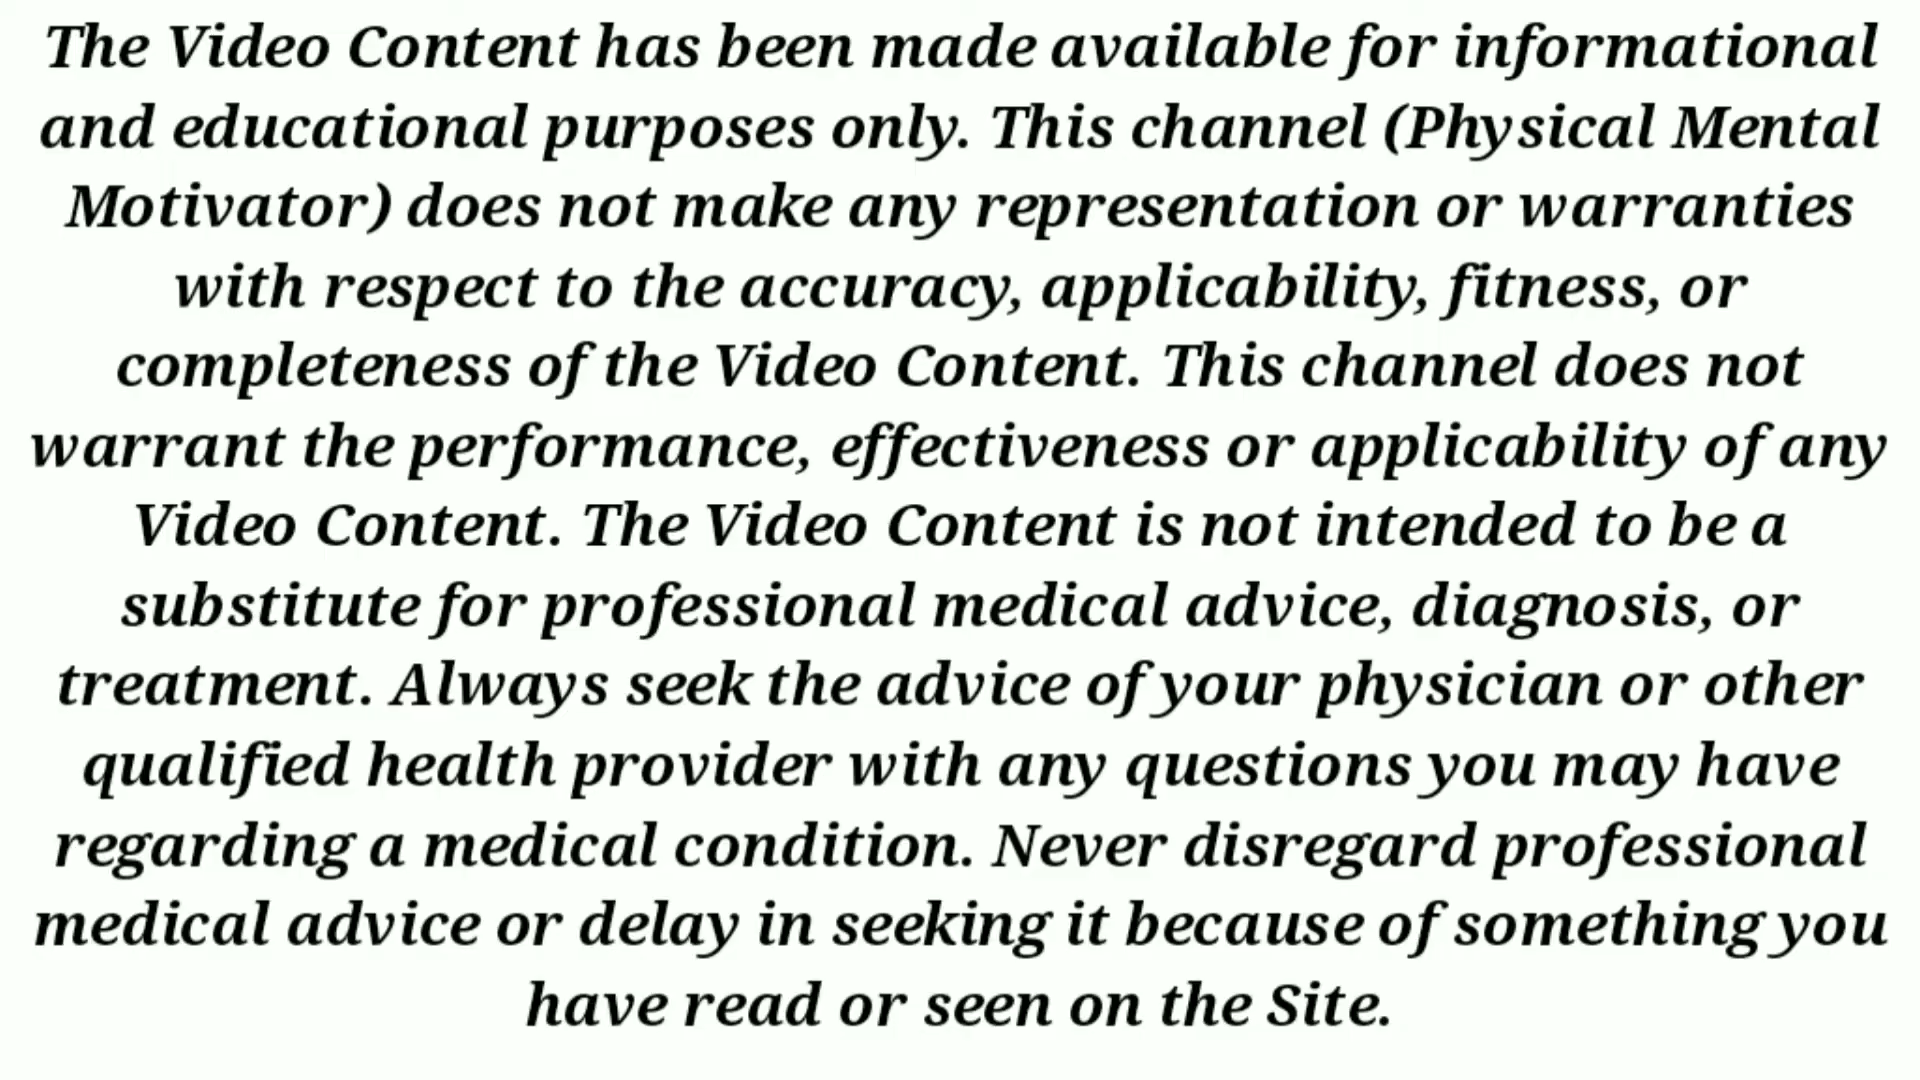 The Video Content has been made available for informational
and educational purposes only. This channel (Physical Mental
Motivator) does not make any representation or warranties
with respect to the accuracy, applicability, fitness, or
completeness of the Video Content. This channel does not
warrant the performance, effectiveness or applicability of any
Video Content. The Video Content is not intended to be a
substitute for professional medical advice, diagnosis, or
treatment. Always seek the advice of your physician or other
qualified health provider with any questions you may have
regarding a medical condition. Never disregard professional
medical advice or delay in seeking it because of something you
have read or seen on the Site.